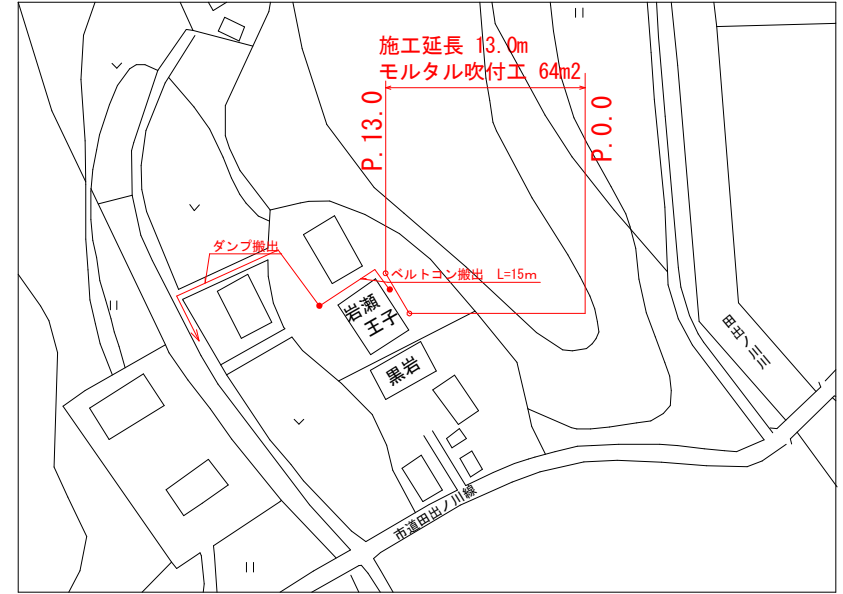 施工延長 13.0m
モルタル吹付工 64m2
P.13.0
P.0.0
ダンプ搬出
ベルトコン搬出 L=15m
岩瀬
王子
黒岩
田出ノ川
市道田出ノ川線